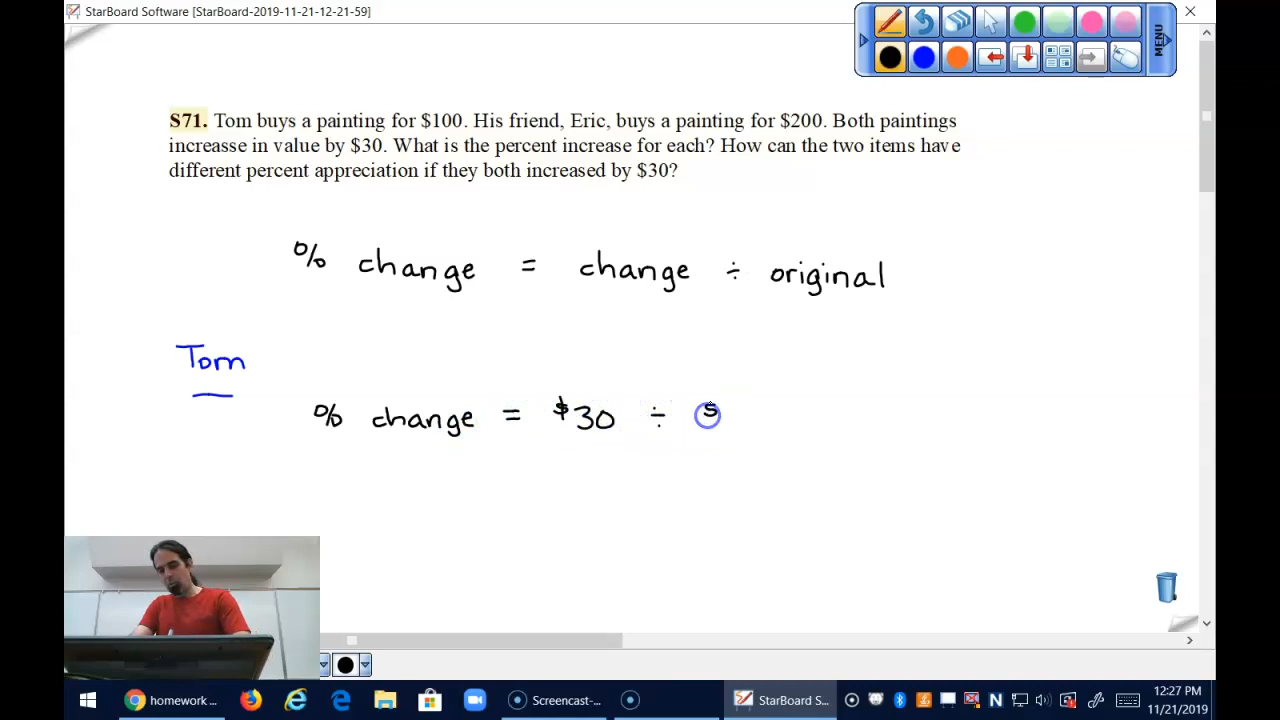 StarBoard Software [StarBoard-2019-11-21-12-21-59]
MENU
S71. Tom buys a painting for $100. His friend, Eric, buys a painting for $200. Both paintings
increasse in value by $30. What is the percent increase for each? How can the two items have
different percent appreciation if they both increased by $30?
% change = change ÷ original
Tom
% change = $30 ÷
homework ...
Screencast-...
StarBoard S...
12:27 PM
11/21/2019